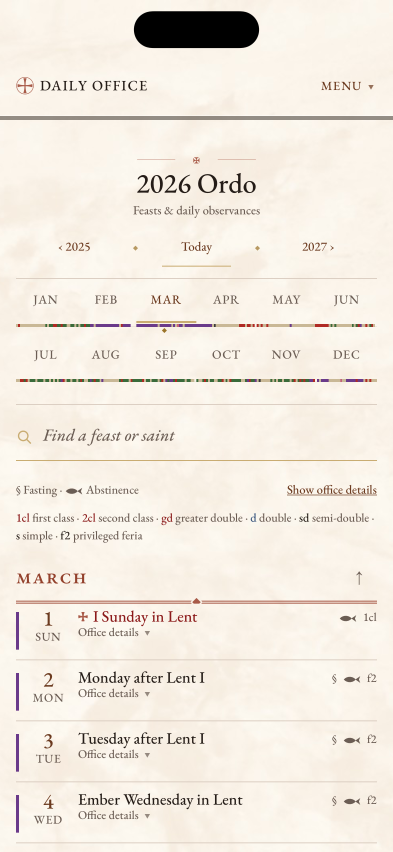 DAILY OFFICE MENU ▼
2026 Ordo
Feasts & daily observances
‹ 2025 Today 2027 ›
JAN FEB MAR APR MAY JUN
JUL AUG SEP OCT NOV DEC
Find a feast or saint
§ Fasting · Abstinence Show office details
1cl first class · 2cl second class · gd greater double · d double · sd semi-double ·
s simple · f2 privileged feria
MARCH ↑
1 ✠ I Sunday in Lent 1cl
SUN Office details ▼
2 Monday after Lent I § f2
MON Office details ▼
3 Tuesday after Lent I § f2
TUE Office details ▼
4 Ember Wednesday in Lent § f2
WED Office details ▼